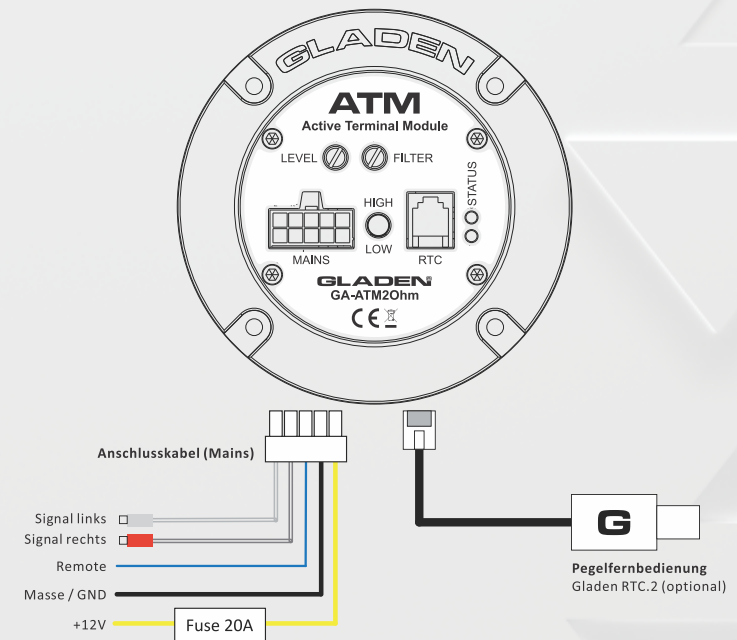 GLADEN
ATM
Active Terminal Module
LEVEL
FILTER
STATUS
HIGH
LOW
MAINS
RTC
GLADEN
GA-ATM2Ohm
CE
Anschlusskabel (Mains)
Signal links
Signal rechts
Remote
Masse / GND
+12V
Fuse 20A
G
Pegelfernbedienung
Gladen RTC.2 (optional)